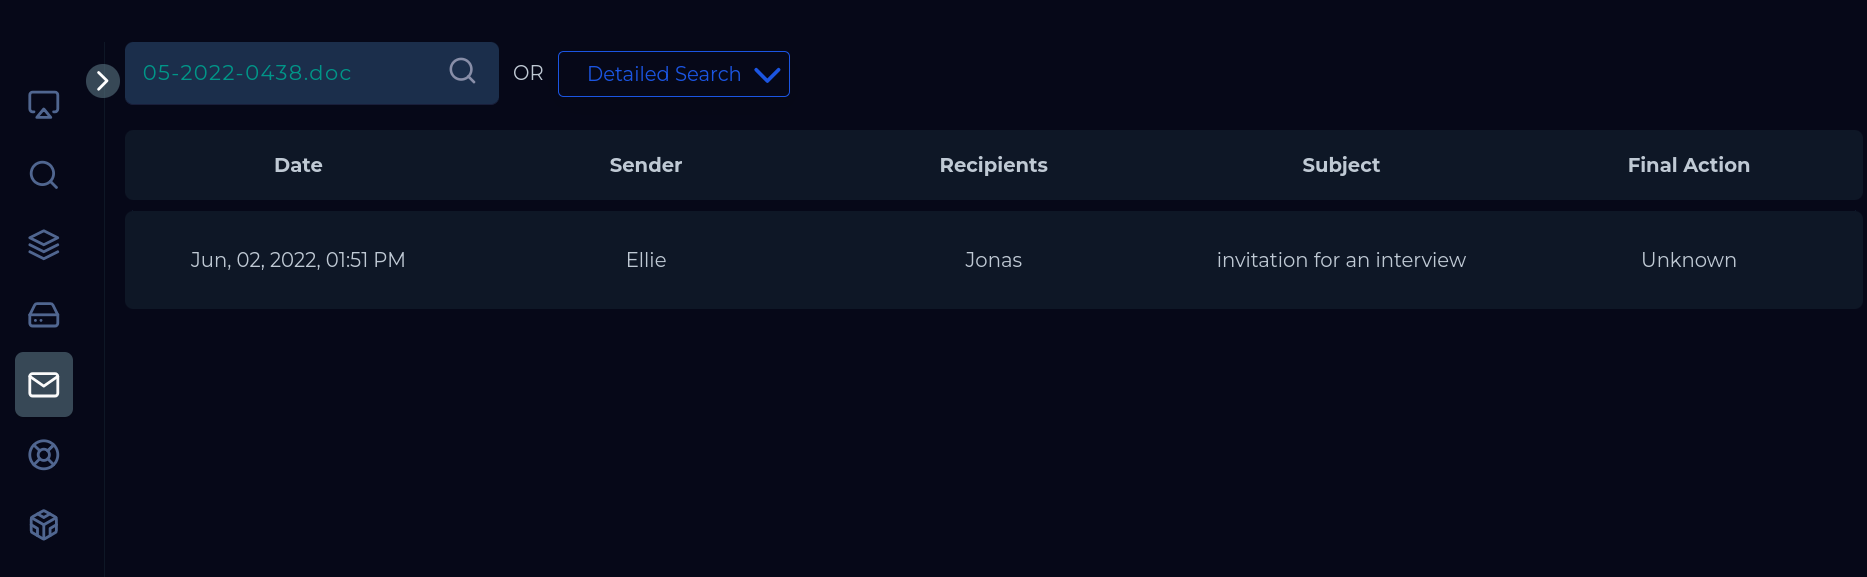 05-2022-0438.doc
OR
Detailed Search
Date Sender Recipients Subject Final Action
Jun, 02, 2022, 01:51 PM Ellie Jonas invitation for an interview Unknown